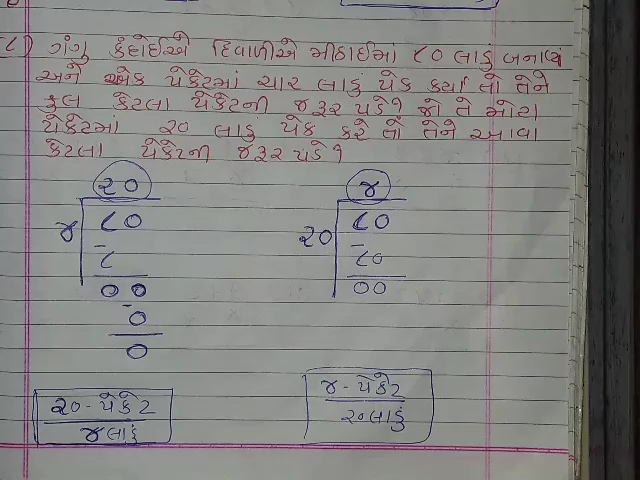 ૮) ગંગુ કંદોઈએ દિવાળીએ મીઠાઈમાં ૮૦ લાડું બનાવ્યાં
અને એક પેકેટમાં ચાર લાડું પેક કર્યા તો તેને
કુલ કેટલા પેકેટની જરૂર પડે? જો તે મોટા
પેકેટમાં ૨૦ લાડું પેક કરે તો તેને આવા
કેટલા પેકેટની જરૂર પડે?
૨૦
૪ ૮૦
- ૮
૦૦
- ૦
૦
૪
૨૦ ૮૦
- ૮૦
૦૦
૨૦ - પેકેટ
૪ લાડું
૪ - પેકેટ
૨૦ લાડું